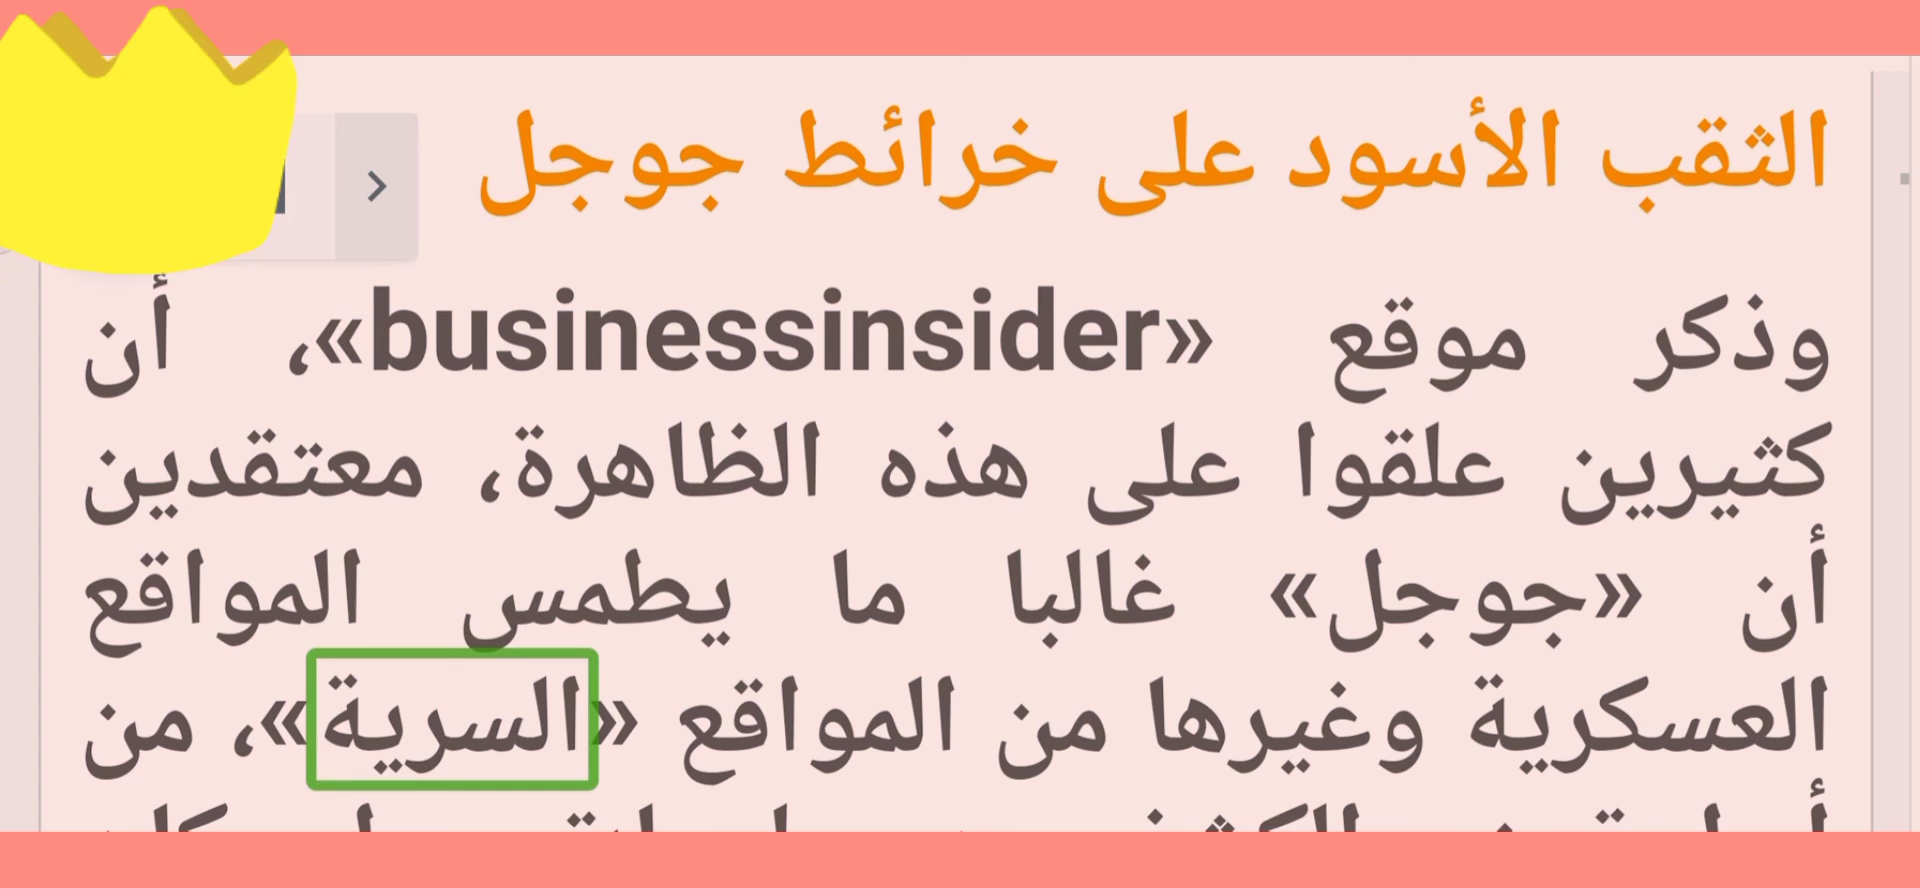 الثقب الأسود على خرائط جوجل
وذكر موقع «businessinsider»، أن
كثيرين علقوا على هذه الظاهرة، معتقدين
أن «جوجل» غالبا ما يطمس المواقع
العسكرية وغيرها من المواقع «السرية»، من